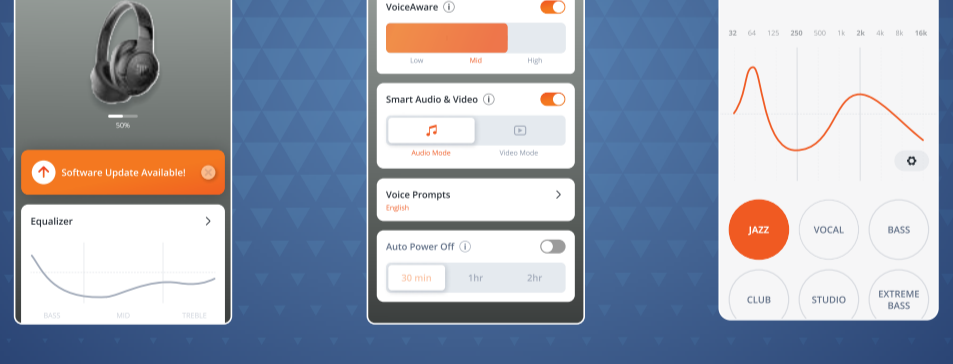 JBL
50%
Software Update Available!
Equalizer
BASS MID TREBLE
VoiceAware
Low Mid High
Smart Audio & Video
Audio Mode Video Mode
Voice Prompts
English
Auto Power Off
30 min 1hr 2hr
32 64 125 250 500 1k 2k 4k 8k 16k
JAZZ VOCAL BASS
CLUB STUDIO EXTREME
BASS